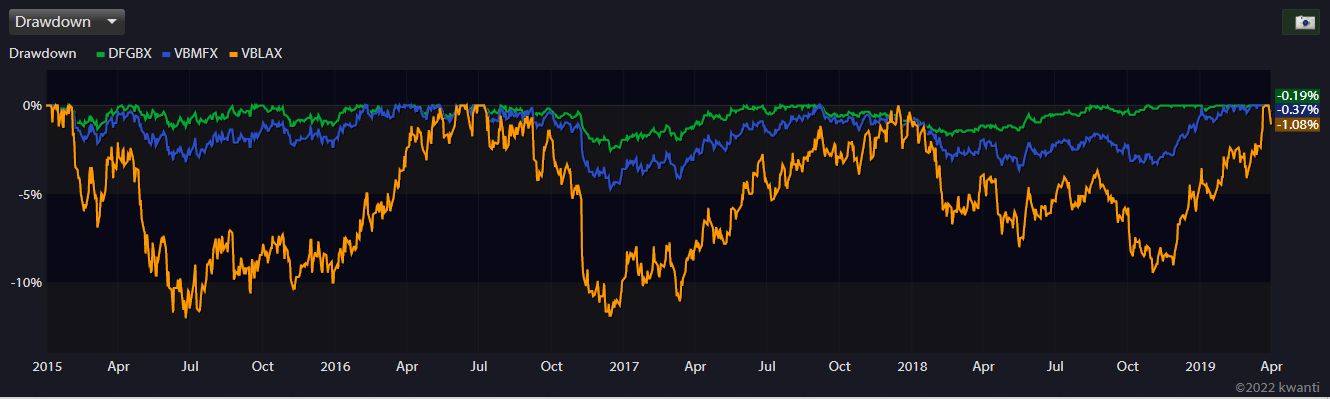 Drawdown
Drawdown DFGBX VBMFX VBLAX
0%
-5%
-10%
-0.19%
-0.37%
-1.08%
2015 Apr Jul Oct 2016 Apr Jul Oct 2017 Apr Jul Oct 2018 Apr Jul Oct 2019 Apr
©2022 kwanti